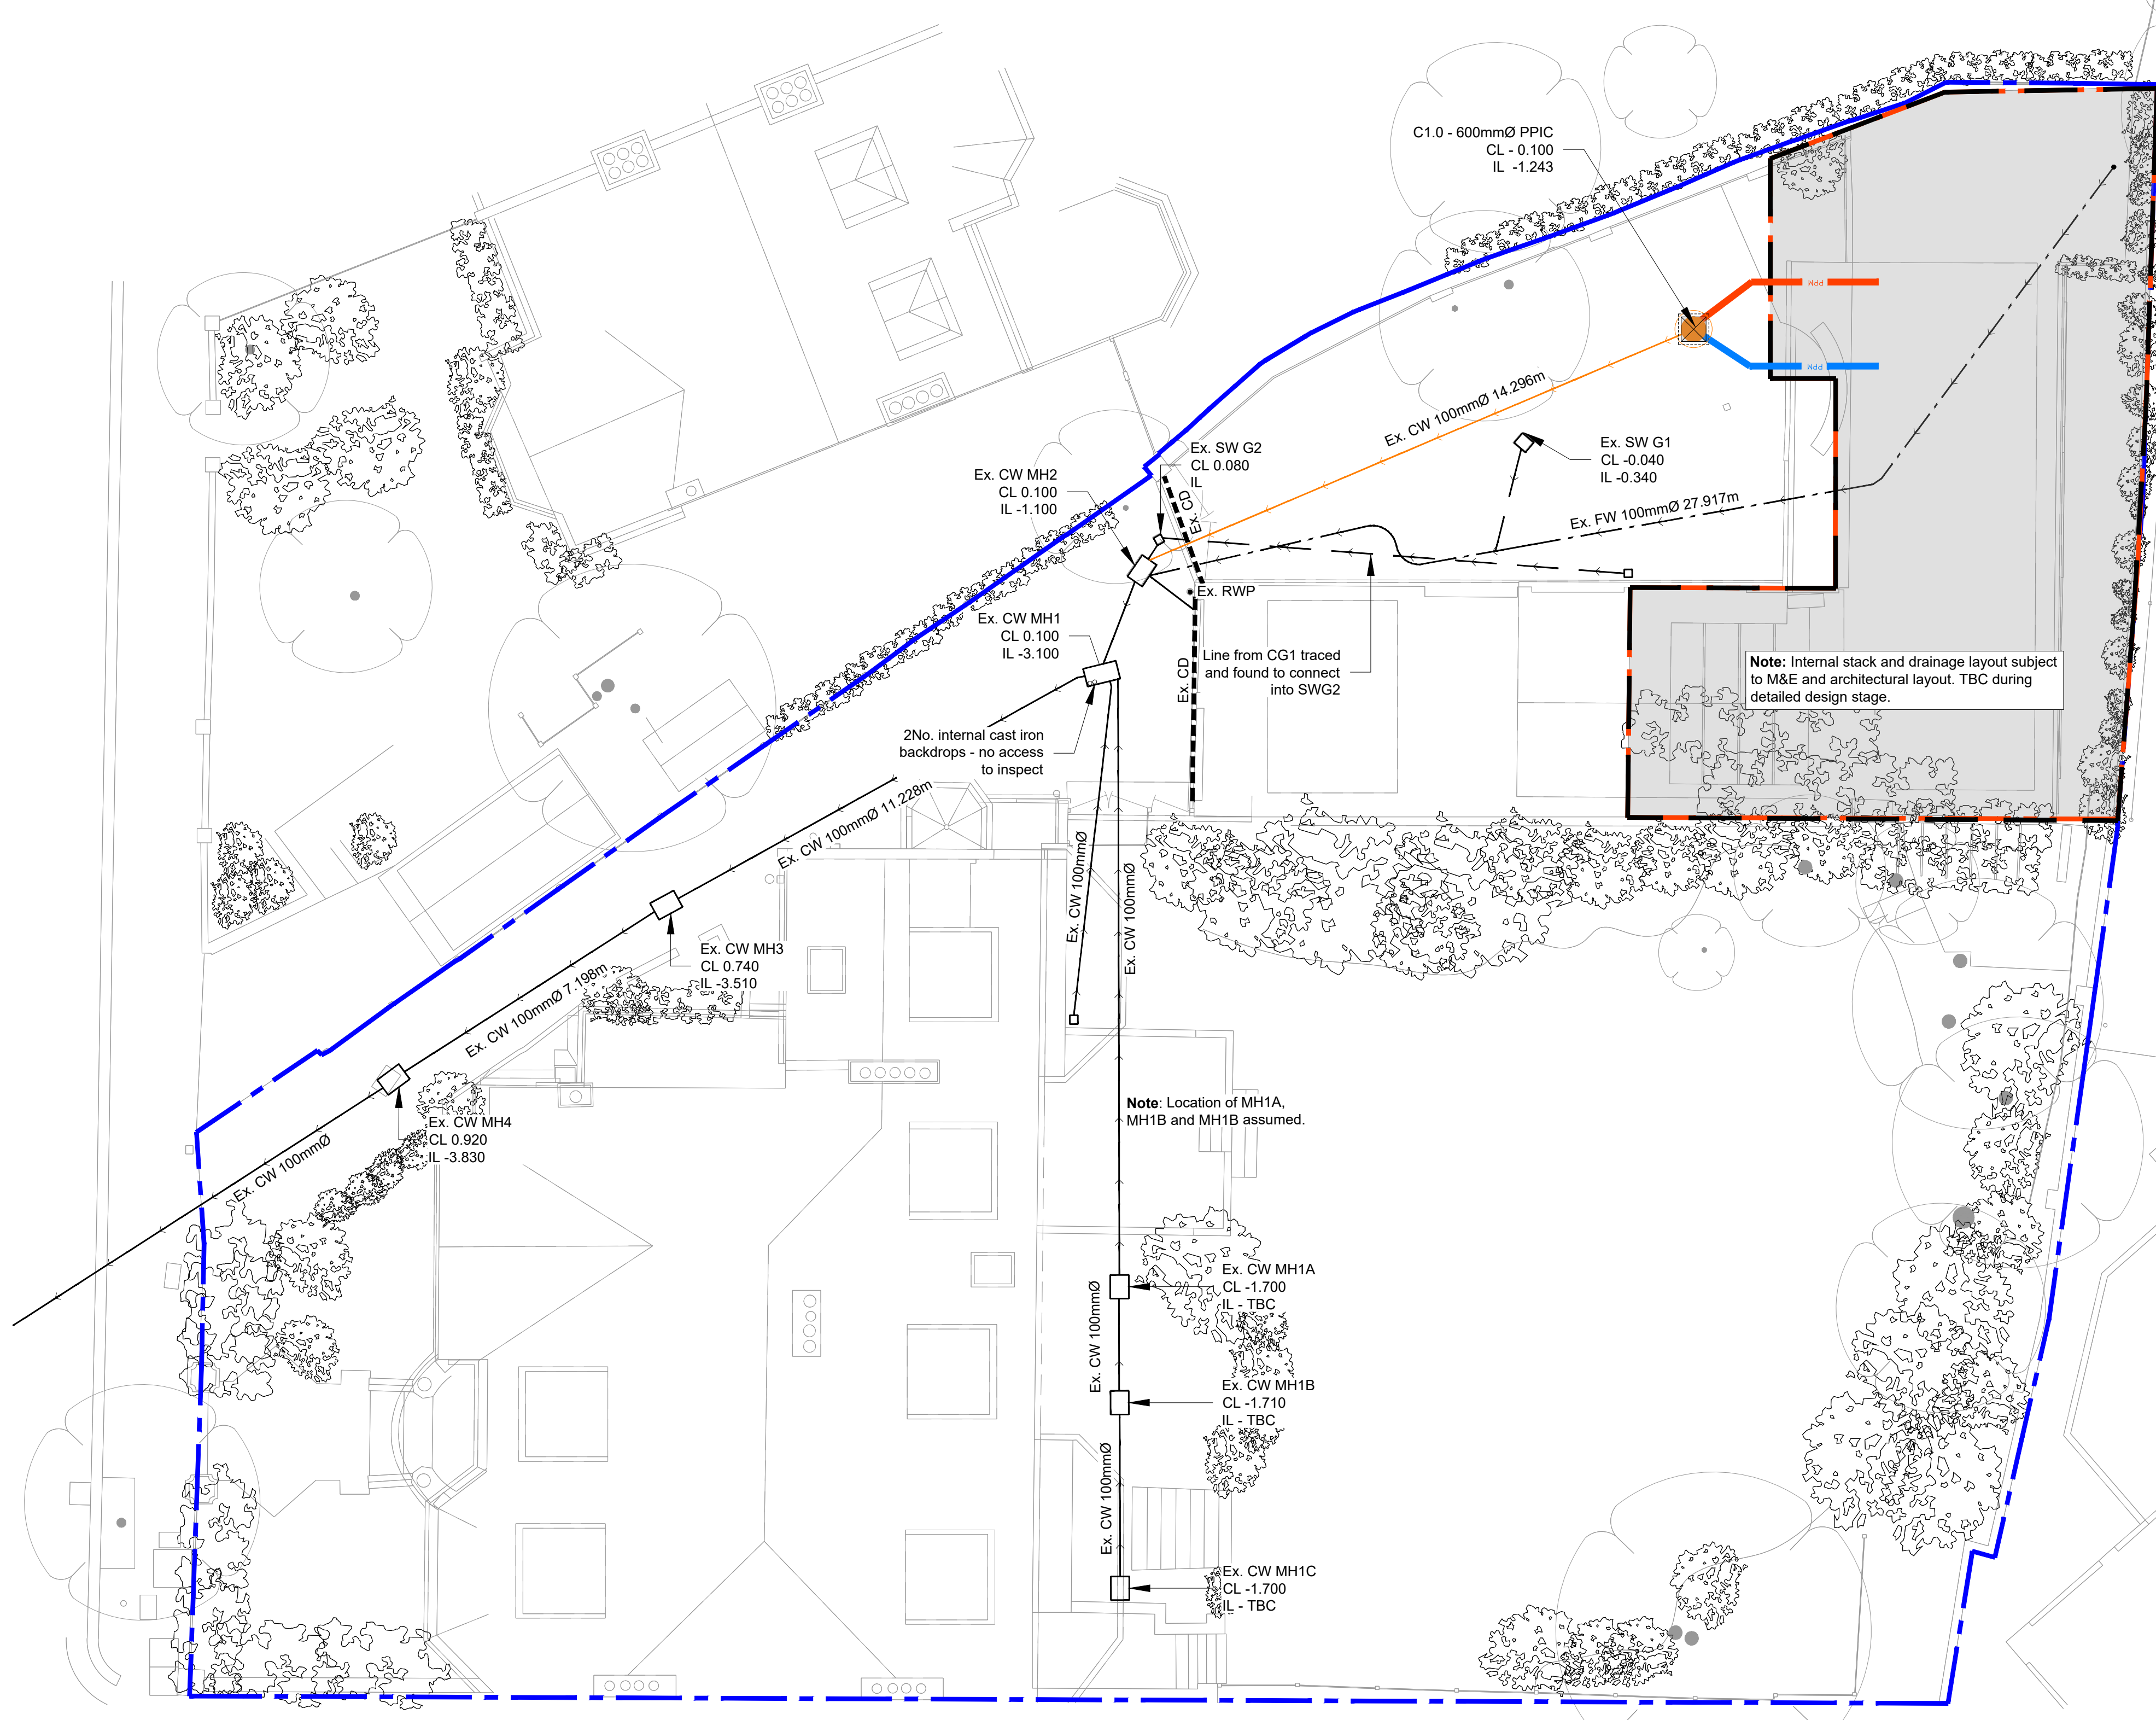 C1.0 - 600mmØ PPIC
CL - 0.100
IL -1.243
PPM
PPM
Ex. CW 100mmØ 14.296m
Ex. SW G1
CL -0.040
IL -0.340
Ex. SW G2
CL 0.080
IL
Ex. CW MH2
CL 0.100
IL -1.100
Ex. CD
Ex. FW 100mmØ 27.917m
Ex. RWP
Ex. CW MH1
CL 0.100
IL -3.100
Line from CG1 traced
and found to connect
into SWG2
Ex. CD
Note: Internal stack and drainage layout subject
to M&E and architectural layout. TBC during
detailed design stage.
2No. internal cast iron
backdrops - no access
to inspect
Ex. CW 100mmØ 11.228m
Ex. CW 100mmØ
Ex. CW 100mmØ
Ex. CW MH3
CL 0.740
IL -3.510
Ex. CW 100mmØ 7.198m
Ex. CW MH4
CL 0.920
IL -3.830
Ex. CW 100mmØ
Note: Location of MH1A,
MH1B and MH1B assumed.
Ex. CW MH1A
CL -1.700
IL - TBC
Ex. CW 100mmØ
Ex. CW MH1B
CL -1.710
IL - TBC
Ex. CW 100mmØ
Ex. CW MH1C
CL -1.700
IL - TBC